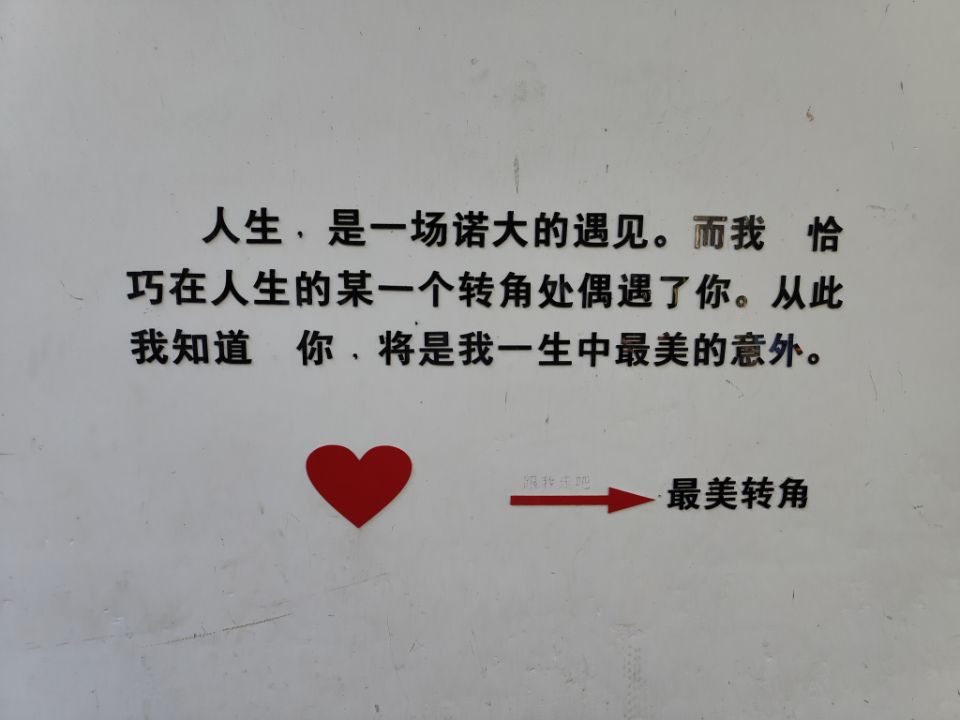 人生，是一场诺大的遇见。而我 恰
巧在人生的某一个转角处偶遇了你。从此
我知道 你，将是我一生中最美的意外。
跟我来吧
最美转角